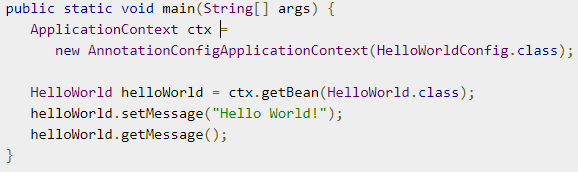 public static void main(String[] args) {
   ApplicationContext ctx =
      new AnnotationConfigApplicationContext(HelloWorldConfig.class);

   HelloWorld helloWorld = ctx.getBean(HelloWorld.class);
   helloWorld.setMessage("Hello World!");
   helloWorld.getMessage();
}